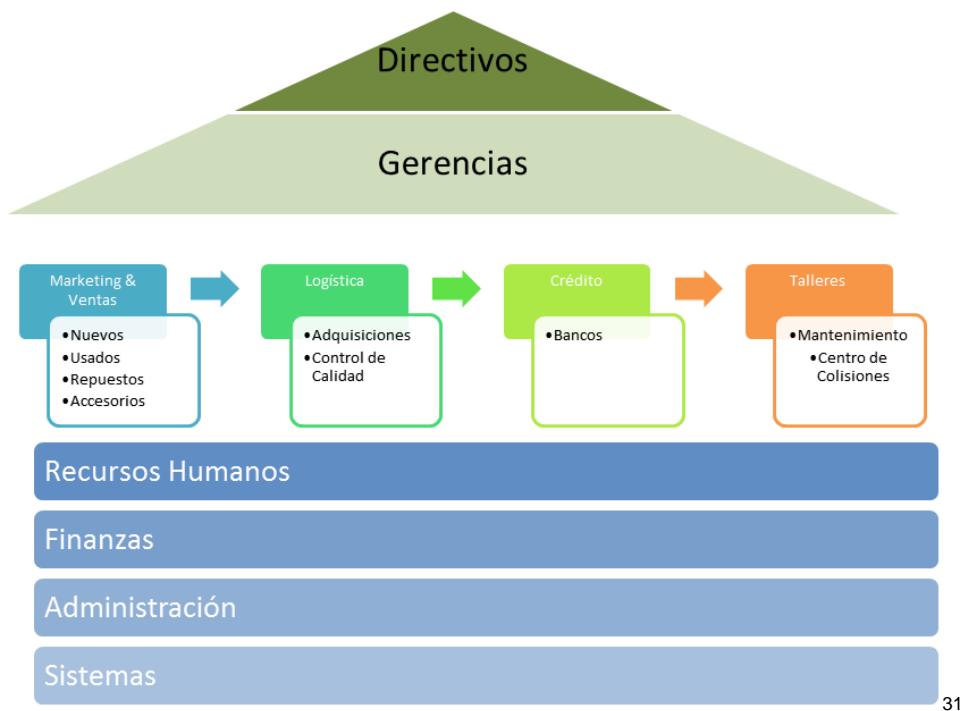 Directivos
Gerencias
Marketing &
Ventas
•Nuevos
•Usados
•Repuestos
•Accesorios
Logística
•Adquisiciones
•Control de
Calidad
Crédito
•Bancos
Talleres
•Mantenimiento
•Centro de
Colisiones
Recursos Humanos
Finanzas
Administración
Sistemas
31